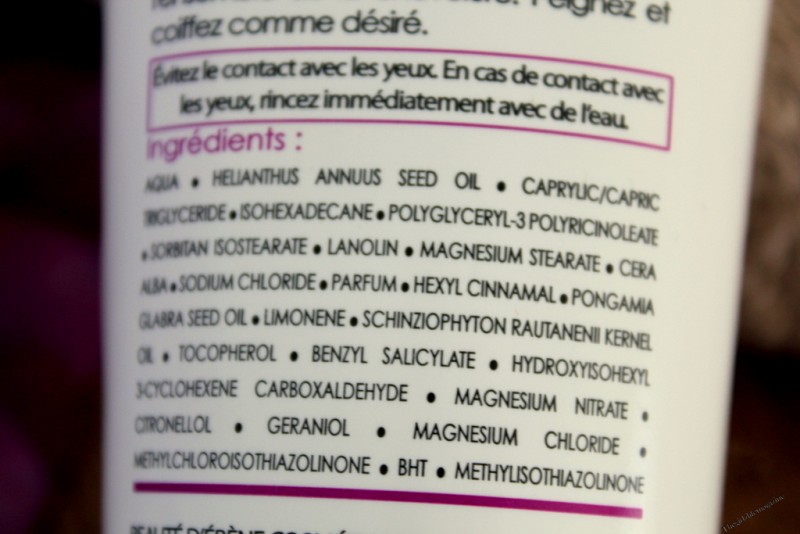 Peignez et
coiffez comme désiré.
Évitez le contact avec les yeux. En cas de contact avec
les yeux, rincez immédiatement avec de l'eau.
Ingrédients :
AQUA • HELIANTHUS ANNUUS SEED OIL • CAPRYLIC/CAPRIC
TRIGLYCERIDE • ISOHEXADECANE • POLYGLYCERYL-3 POLYRICINOLEATE
• SORBITAN ISOSTEARATE • LANOLIN • MAGNESIUM STEARATE • CERA
ALBA • SODIUM CHLORIDE • PARFUM • HEXYL CINNAMAL • PONGAMIA
GLABRA SEED OIL • LIMONENE • SCHINZIOPHYTON RAUTANENII KERNEL
OIL • TOCOPHEROL • BENZYL SALICYLATE • HYDROXYISOHEXYL
3-CYCLOHEXENE CARBOXALDEHYDE • MAGNESIUM NITRATE •
CITRONELLOL • GERANIOL • MAGNESIUM CHLORIDE •
METHYLCHLOROISOTHIAZOLINONE • BHT • METHYLISOTHIAZOLINONE